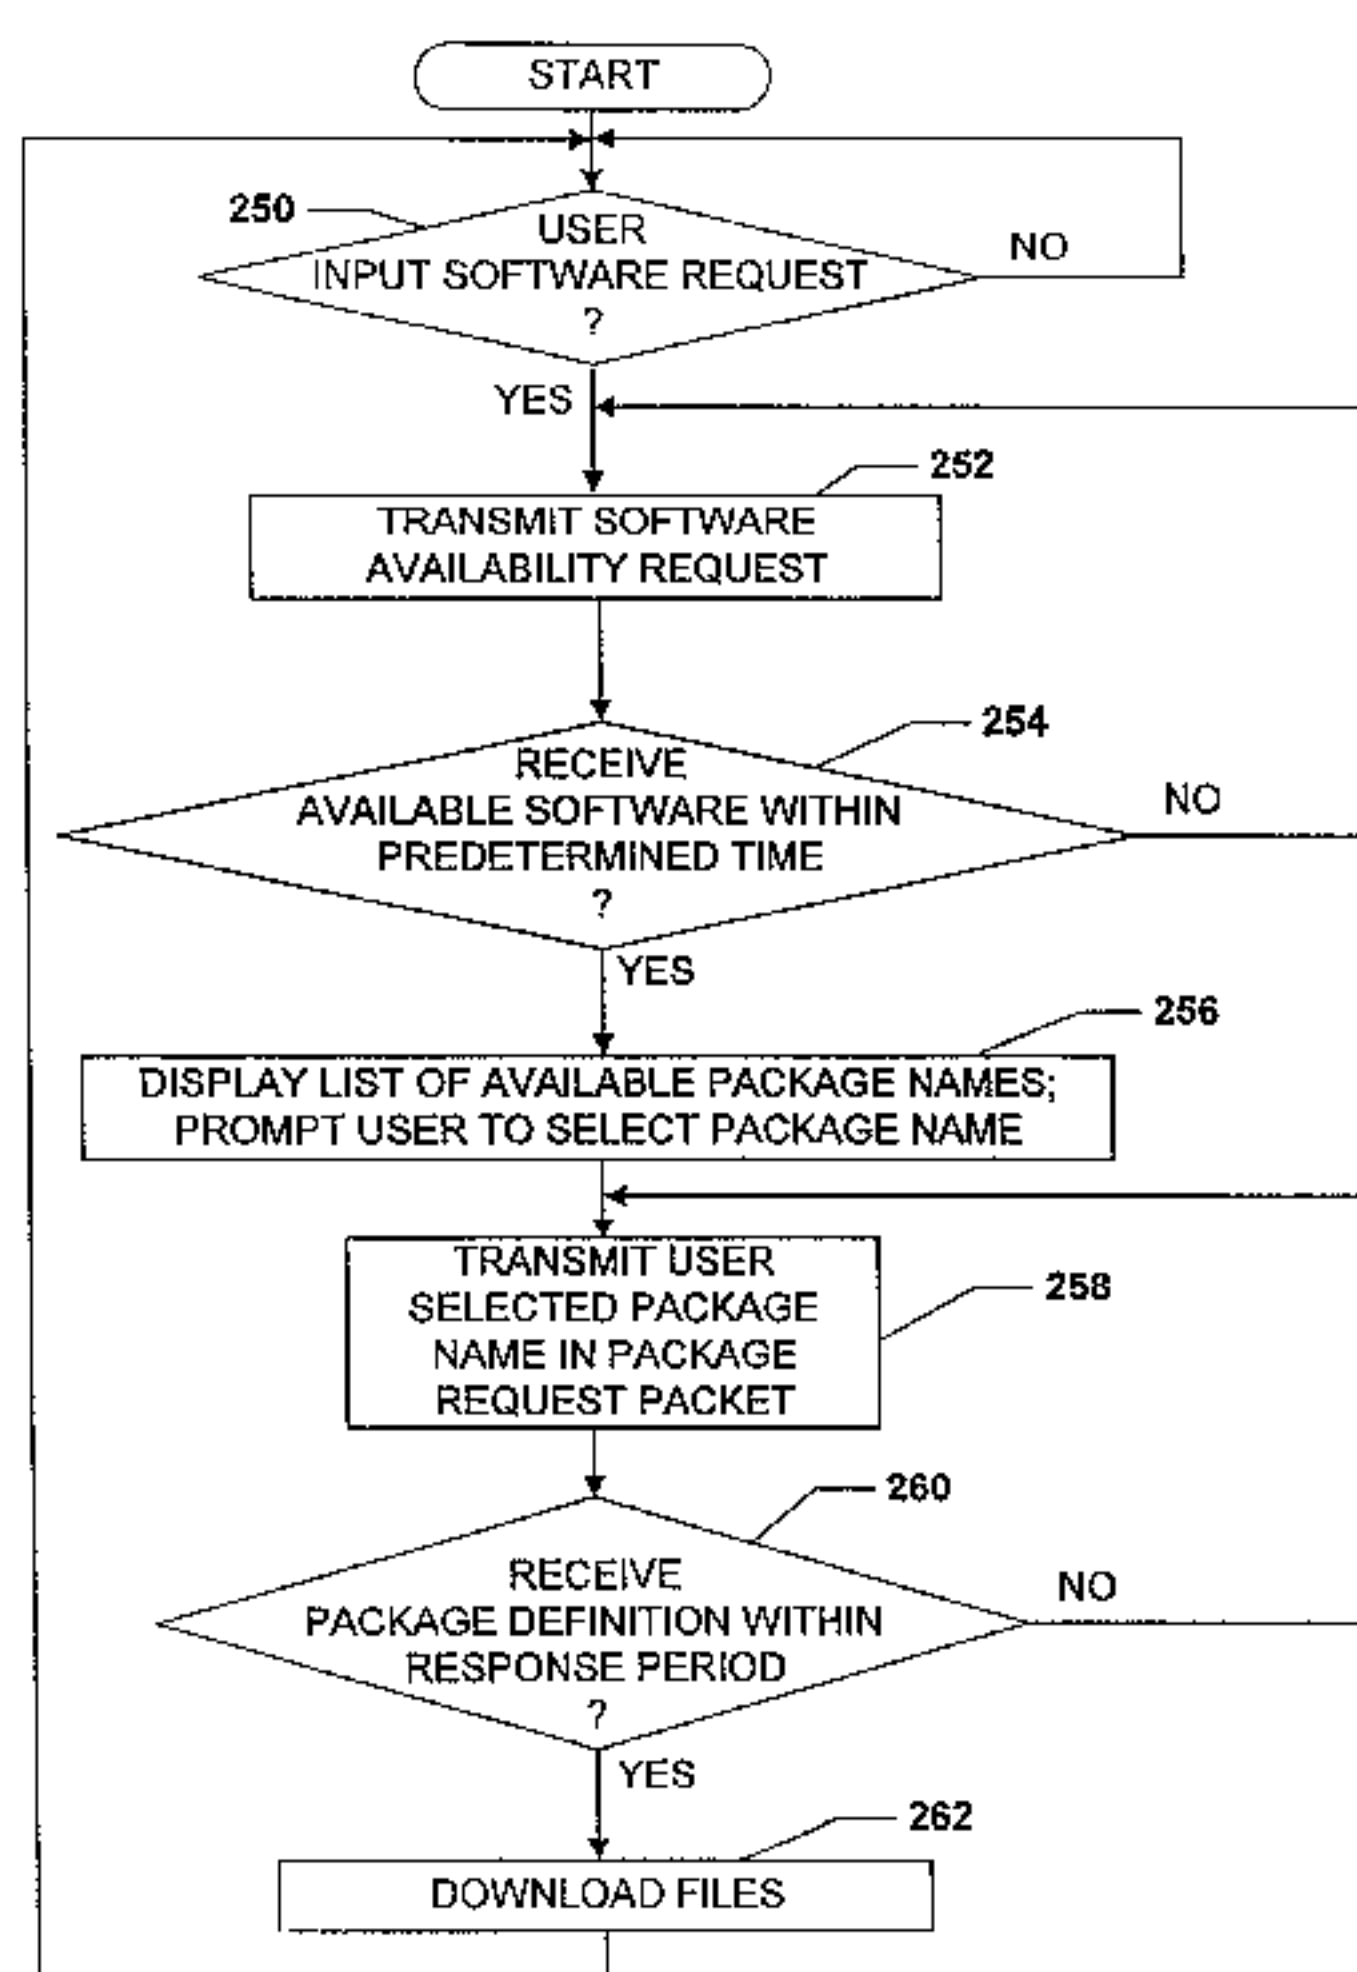 START
250
USER
INPUT SOFTWARE REQUEST
?
NO
YES
252
TRANSMIT SOFTWARE
AVAILABILITY REQUEST
254
RECEIVE
AVAILABLE SOFTWARE WITHIN
PREDETERMINED TIME
?
NO
YES
256
DISPLAY LIST OF AVAILABLE PACKAGE NAMES;
PROMPT USER TO SELECT PACKAGE NAME
TRANSMIT USER
SELECTED PACKAGE
NAME IN PACKAGE
REQUEST PACKET
258
260
RECEIVE
PACKAGE DEFINITION WITHIN
RESPONSE PERIOD
?
NO
YES
262
DOWNLOAD FILES